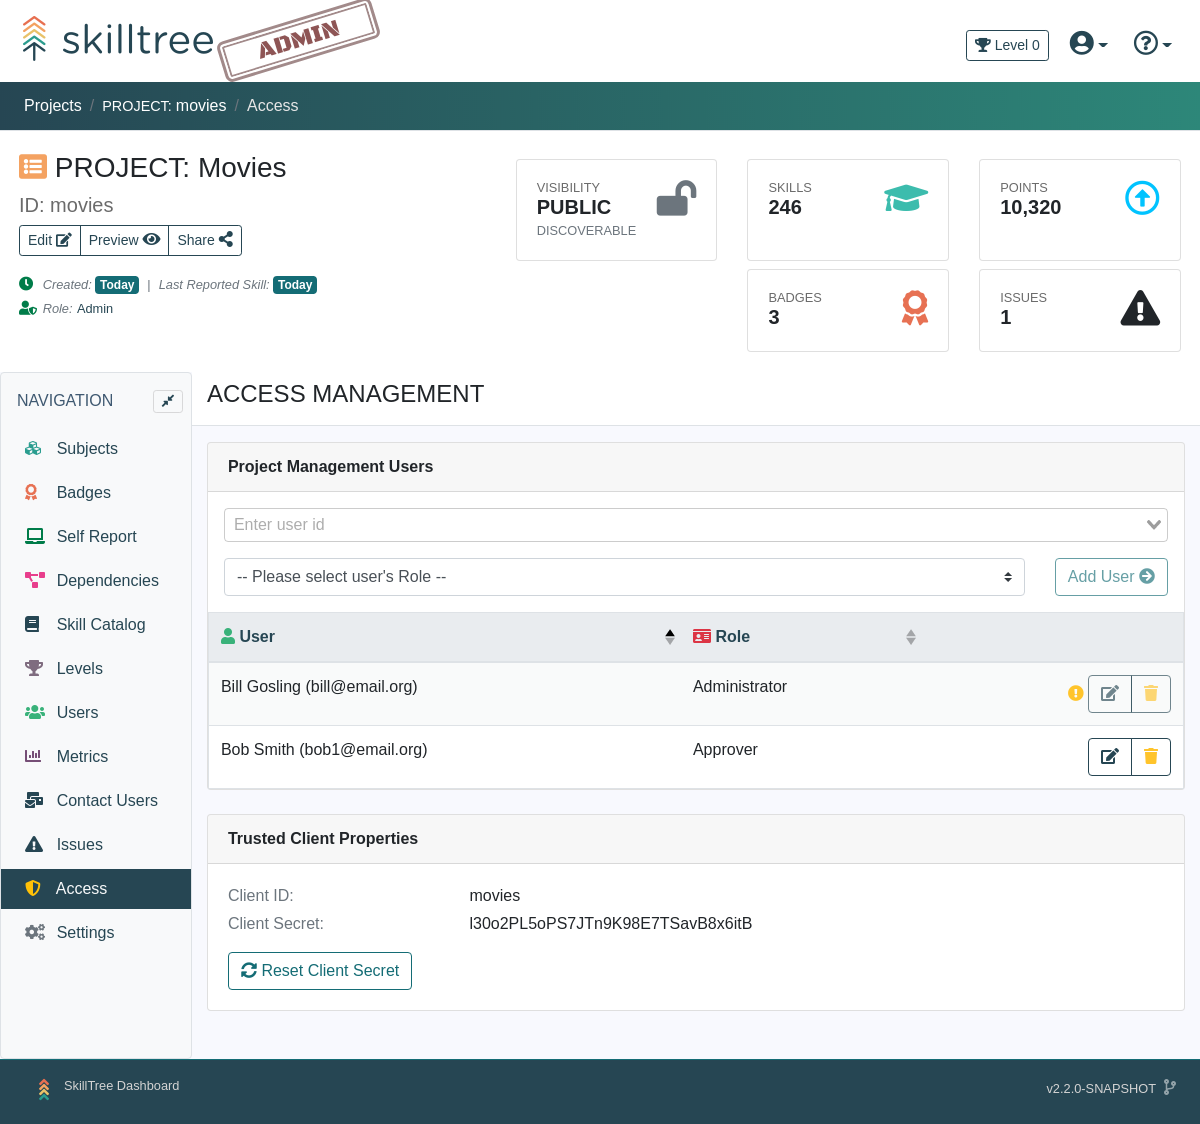 skilltree
ADMIN
Level 0
Projects / PROJECT: movies / Access
PROJECT: Movies
ID: movies
Edit
Preview
Share
Created: Today | Last Reported Skill: Today
Role: Admin
VISIBILITY
PUBLIC
DISCOVERABLE
SKILLS
246
POINTS
10,320
BADGES
3
ISSUES
1
NAVIGATION
Subjects
Badges
Self Report
Dependencies
Skill Catalog
Levels
Users
Metrics
Contact Users
Issues
Access
Settings
ACCESS MANAGEMENT
Project Management Users
Enter user id
-- Please select user's Role --
Add User
User Role
Bill Gosling (bill@email.org) Administrator
Bob Smith (bob1@email.org) Approver
Trusted Client Properties
Client ID: movies
Client Secret: l30o2PL5oPS7JTn9K98E7TSavB8x6itB
Reset Client Secret
SkillTree Dashboard
v2.2.0-SNAPSHOT